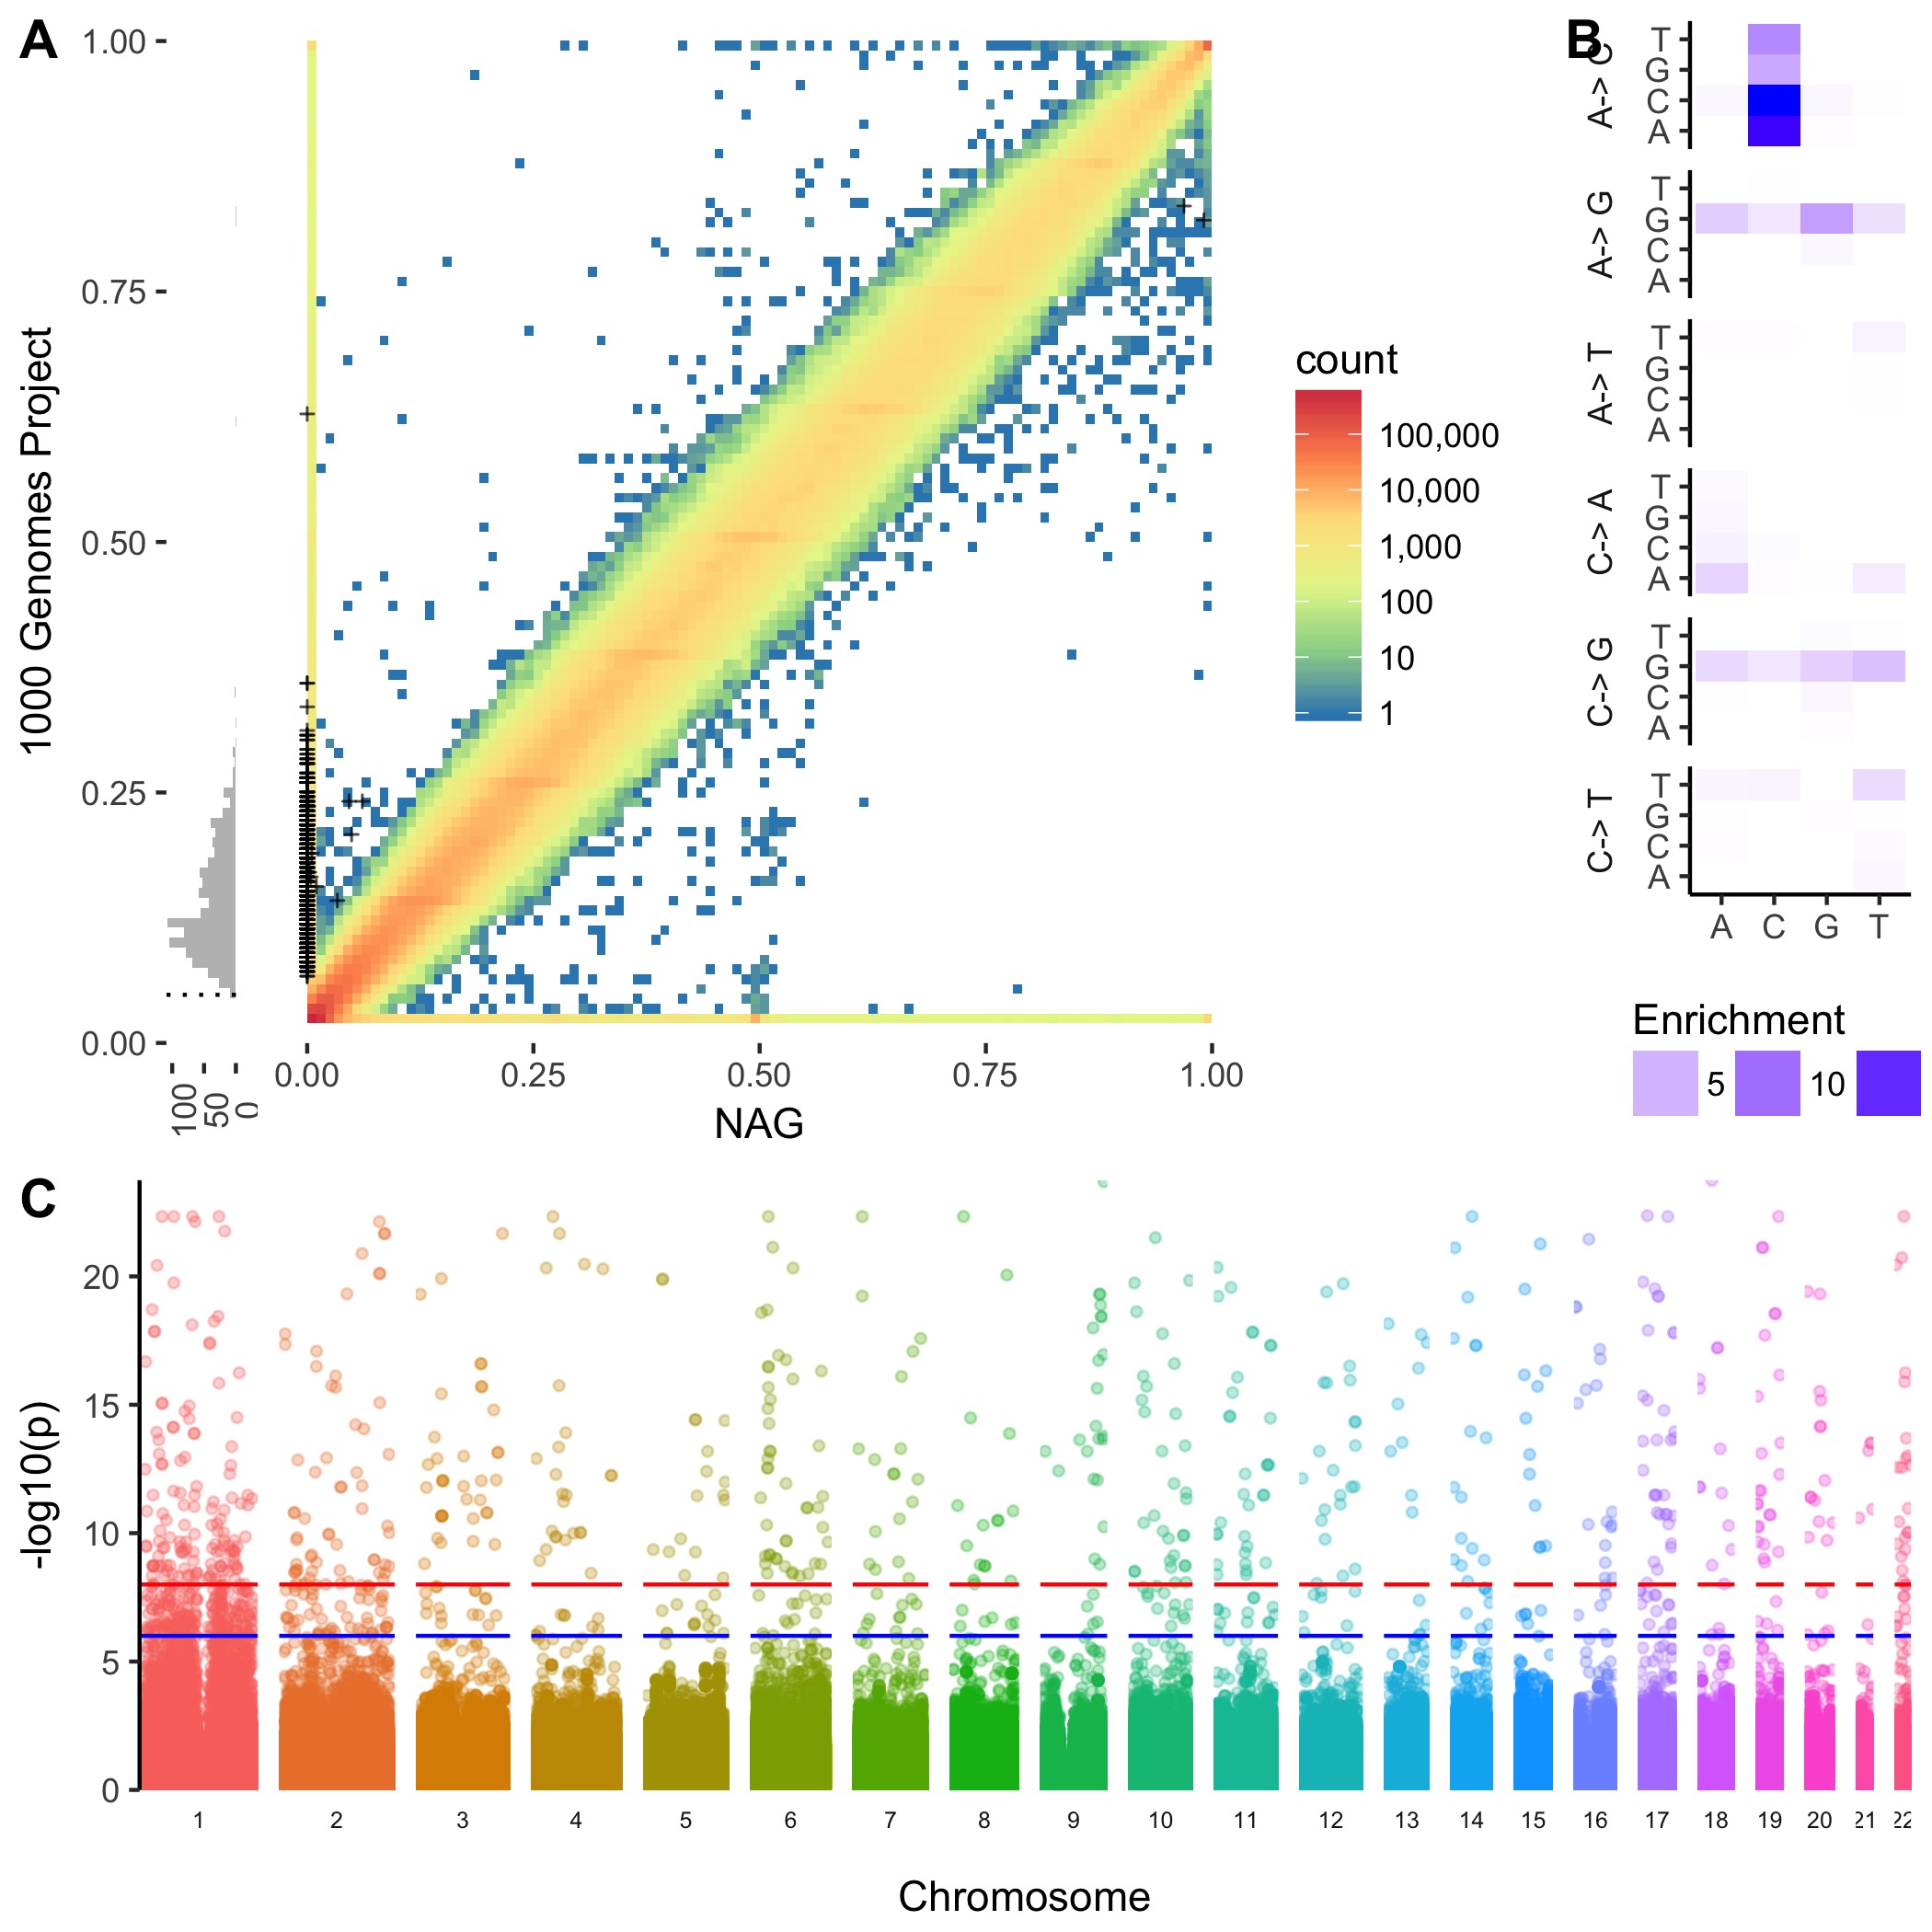 A
1.00
0.75
0.50
0.25
0.00
1000 Genomes Project
100
50
0
0.00 0.25 0.50 0.75 1.00
NAG
count
100,000
10,000
1,000
100
10
1
B
A-> C
T
G
C
A
A-> G
T
G
C
A
A-> T
T
G
C
A
C-> A
T
G
C
A
C-> G
T
G
C
A
C-> T
T
G
C
A
A C G T
Enrichment
5 10
C
-log10(p)
20
15
10
5
0
1 2 3 4 5 6 7 8 9 10 11 12 13 14 15 16 17 18 19 20 21 22
Chromosome